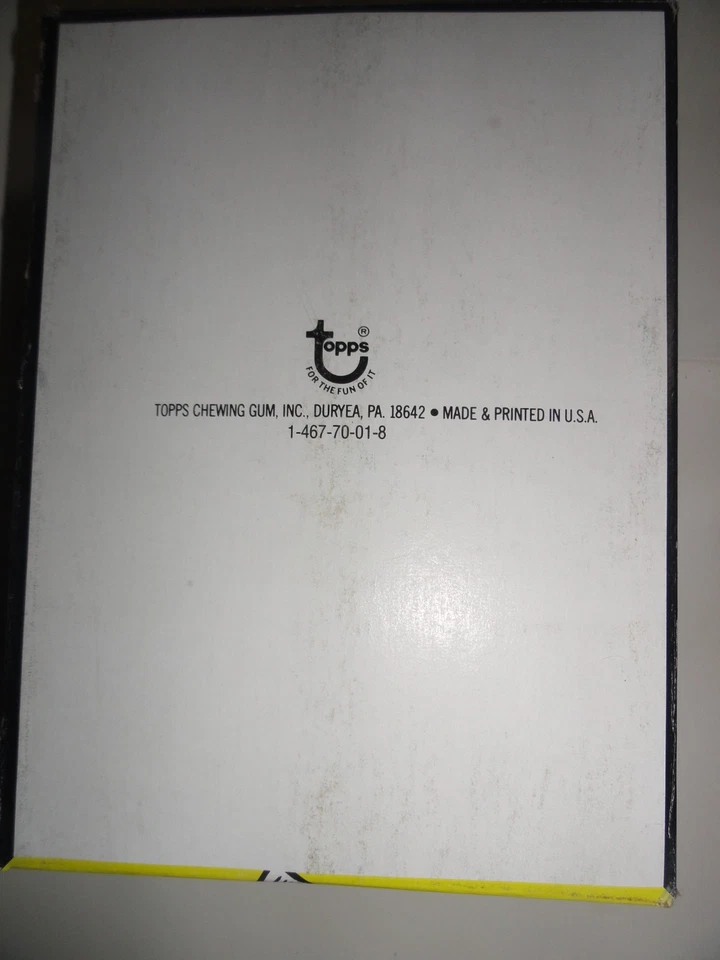 topps®
FOR THE FUN OF IT
TOPPS CHEWING GUM, INC., DURYEA, PA. 18642 ● MADE & PRINTED IN U.S.A.
1-467-70-01-8